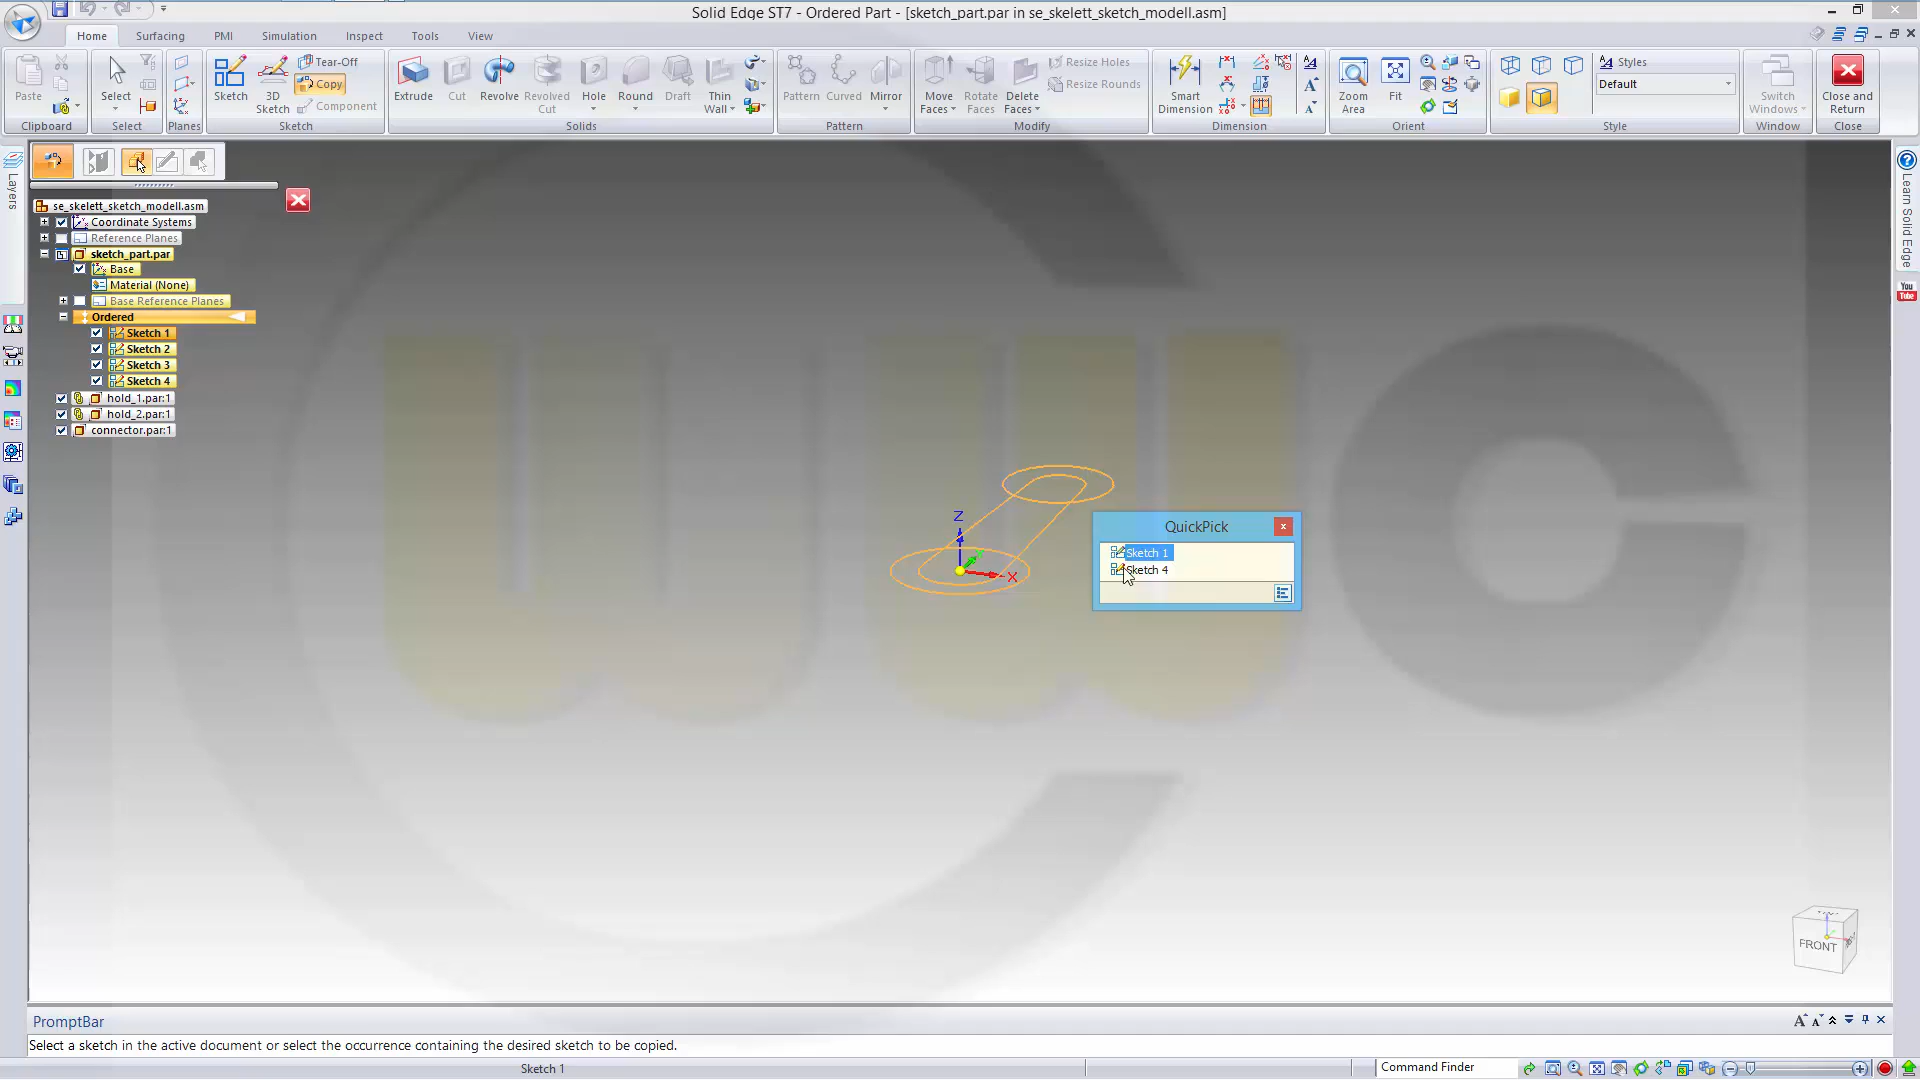 Solid Edge ST7 - Ordered Part - [sketch_part.par in se_skelett_sketch_modell.asm]
Home
Surfacing
PMI
Simulation
Inspect
Tools
View
Paste
Clipboard
Select
Select
Planes
Sketch
3D
Sketch
Tear-Off
Copy
Component
Sketch
Extrude
Cut
Revolve
Revolved
Cut
Hole
Round
Draft
Thin
Wall
Solids
Pattern
Curved
Mirror
Pattern
Move
Faces
Rotate
Faces
Delete
Faces
Resize Holes
Resize Rounds
Modify
Smart
Dimension
Dimension
Zoom
Area
Fit
Orient
Styles
Default
Style
Switch
Windows
Window
Close and
Return
Close
Layers
Learn Solid Edge
You
Tube
se_skelett_sketch_modell.asm
Coordinate Systems
Reference Planes
sketch_part.par
Base
Material (None)
Base Reference Planes
Ordered
Sketch 1
Sketch 2
Sketch 3
Sketch 4
hold_1.par:1
hold_2.par:1
connector.par:1
Z
X
QuickPick
Sketch 1
Sketch 4
FRONT
PromptBar
Select a sketch in the active document or select the occurrence containing the desired sketch to be copied.
Sketch 1
Command Finder